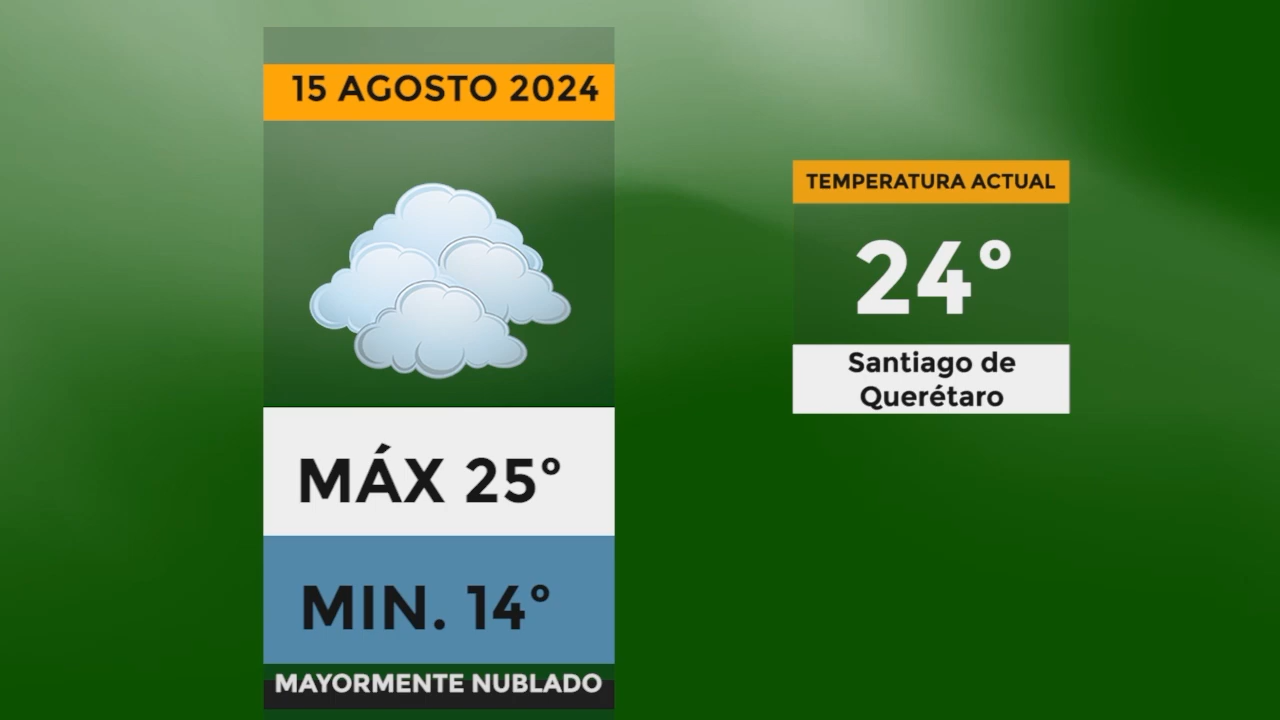 15 AGOSTO 2024
MÁX 25°
MIN. 14°
MAYORMENTE NUBLADO
TEMPERATURA ACTUAL
24°
Santiago de
Querétaro